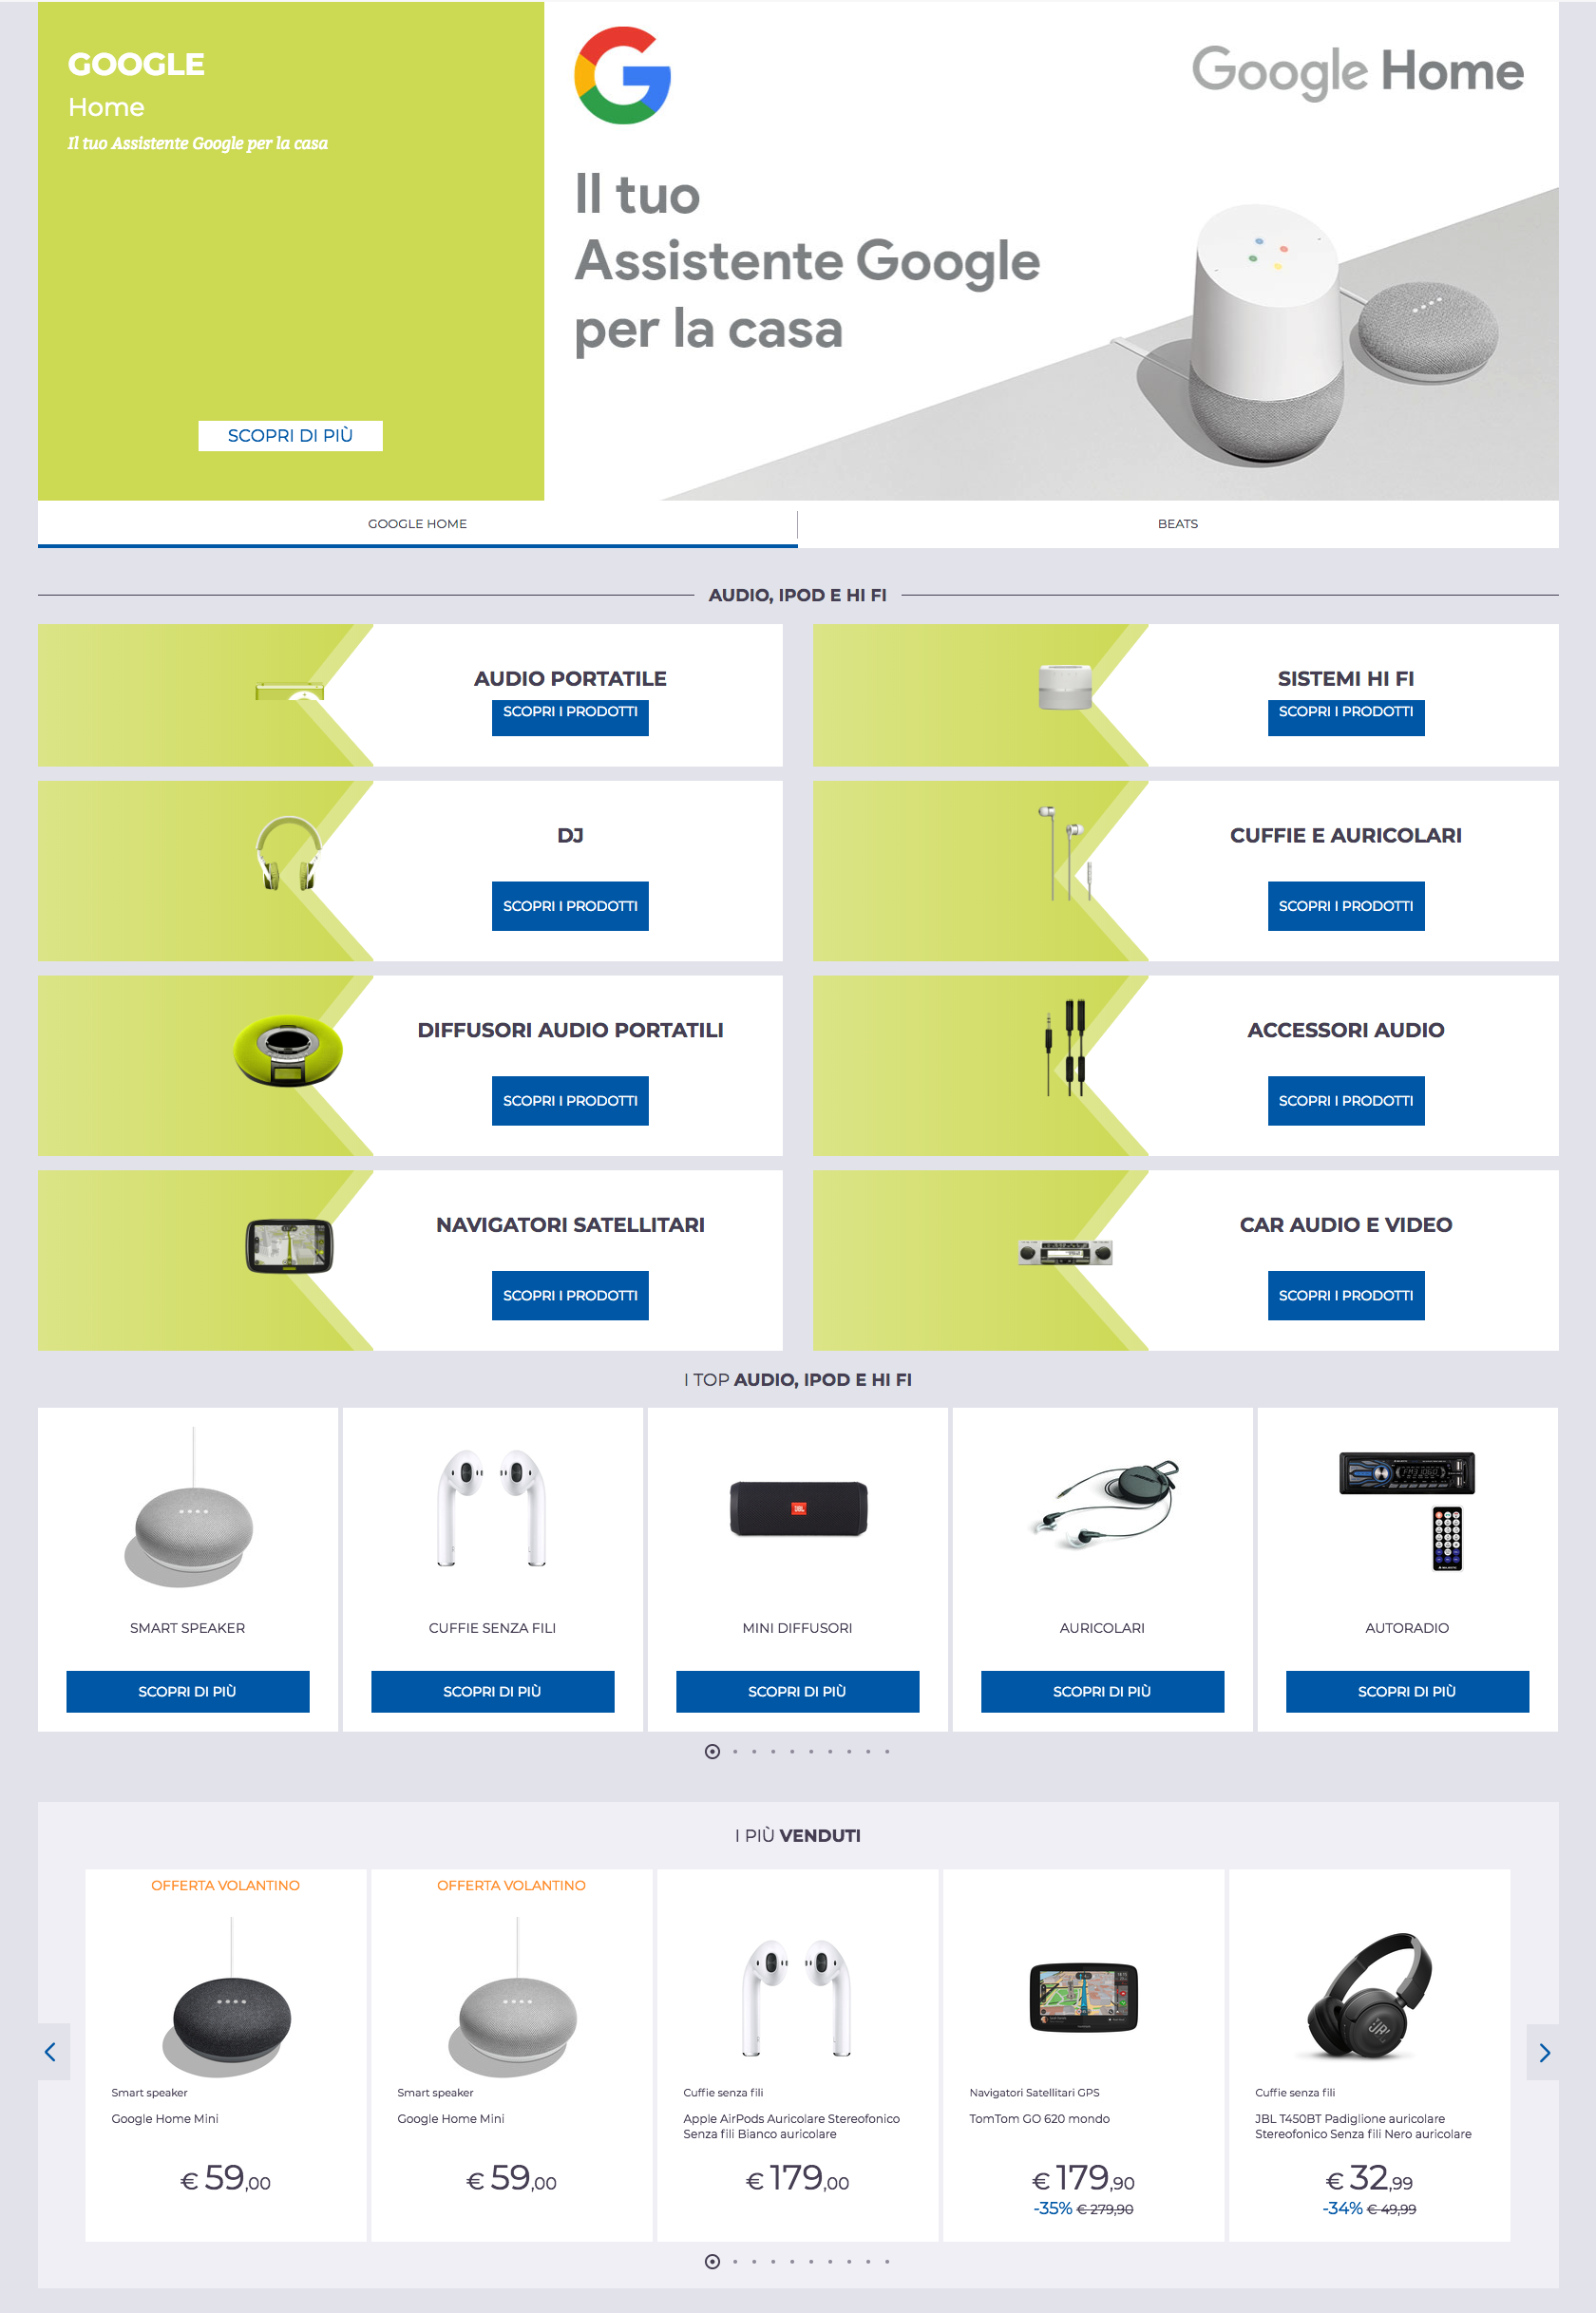 GOOGLE
Home
Il tuo Assistente Google per la casa
SCOPRI DI PIÙ
Google Home
Il tuo
Assistente Google
per la casa
GOOGLE HOME
BEATS
AUDIO, IPOD E HI FI
AUDIO PORTATILE
SCOPRI I PRODOTTI
SISTEMI HI FI
SCOPRI I PRODOTTI
DJ
SCOPRI I PRODOTTI
CUFFIE E AURICOLARI
SCOPRI I PRODOTTI
DIFFUSORI AUDIO PORTATILI
SCOPRI I PRODOTTI
ACCESSORI AUDIO
SCOPRI I PRODOTTI
NAVIGATORI SATELLITARI
SCOPRI I PRODOTTI
CAR AUDIO E VIDEO
SCOPRI I PRODOTTI
I TOP AUDIO, IPOD E HI FI
JBL
SMART SPEAKER
SCOPRI DI PIÙ
CUFFIE SENZA FILI
SCOPRI DI PIÙ
MINI DIFFUSORI
SCOPRI DI PIÙ
AURICOLARI
SCOPRI DI PIÙ
AUTORADIO
SCOPRI DI PIÙ
I PIÙ VENDUTI
OFFERTA VOLANTINO
Smart speaker
Google Home Mini
€ 59,00
OFFERTA VOLANTINO
Smart speaker
Google Home Mini
€ 59,00
Cuffie senza fili
Apple AirPods Auricolare Stereofonico
Senza fili Bianco auricolare
€ 179,00
Navigatori Satellitari GPS
TomTom GO 620 mondo
€ 179,90
-35% € 279,90
JBL
Cuffie senza fili
JBL T450BT Padiglione auricolare
Stereofonico Senza fili Nero auricolare
€ 32,99
-34% € 49,99